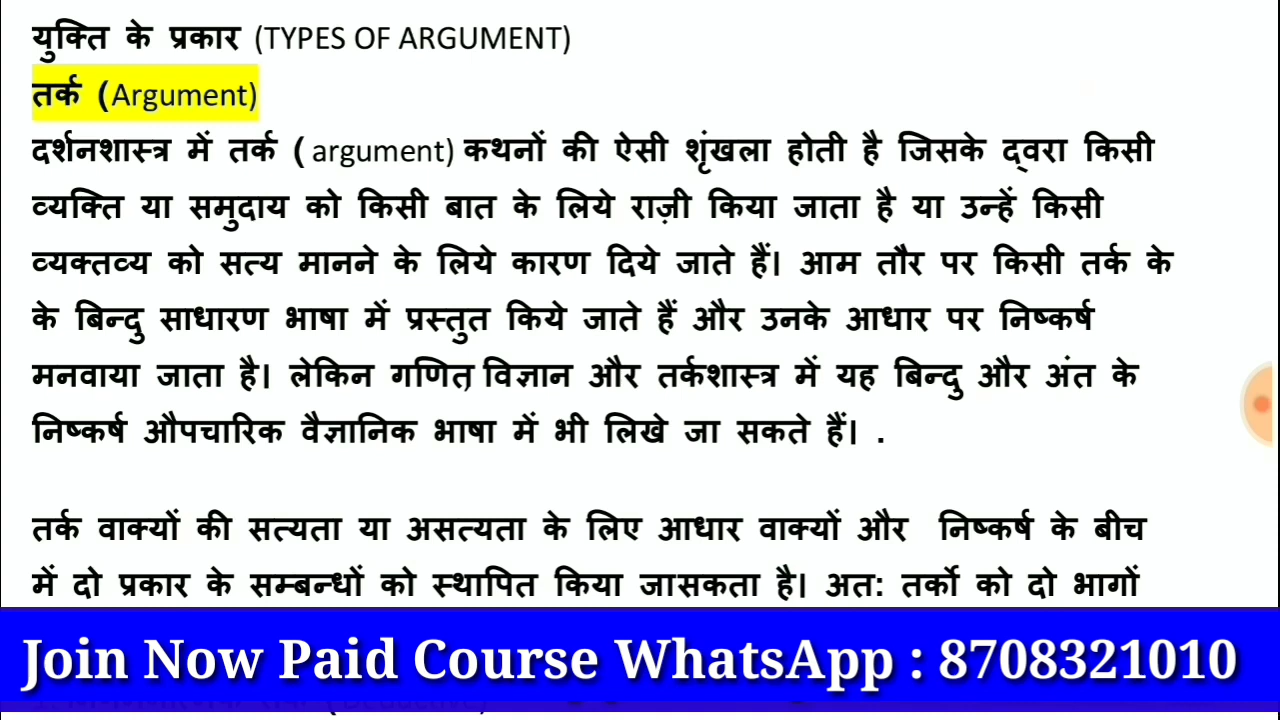 युक्ति के प्रकार (TYPES OF ARGUMENT)
तर्क (Argument)
दर्शनशास्त्र में तर्क ( argument) कथनों की ऐसी शृंखला होती है जिसके द्वरा किसी
व्यक्ति या समुदाय को किसी बात के लिये राज़ी किया जाता है या उन्हें किसी
व्यक्तव्य को सत्य मानने के लिये कारण दिये जाते हैं। आम तौर पर किसी तर्क के
के बिन्दु साधारण भाषा में प्रस्तुत किये जाते हैं और उनके आधार पर निष्कर्ष
मनवाया जाता है। लेकिन गणित, विज्ञान और तर्कशास्त्र में यह बिन्दु और अंत के
निष्कर्ष औपचारिक वैज्ञानिक भाषा में भी लिखे जा सकते हैं। .
तर्क वाक्यों की सत्यता या असत्यता के लिए आधार वाक्यों और निष्कर्ष के बीच
में दो प्रकार के सम्बन्धों को स्थापित किया जासकता है। अत: तर्को को दो भागों
Join Now Paid Course WhatsApp : 8708321010